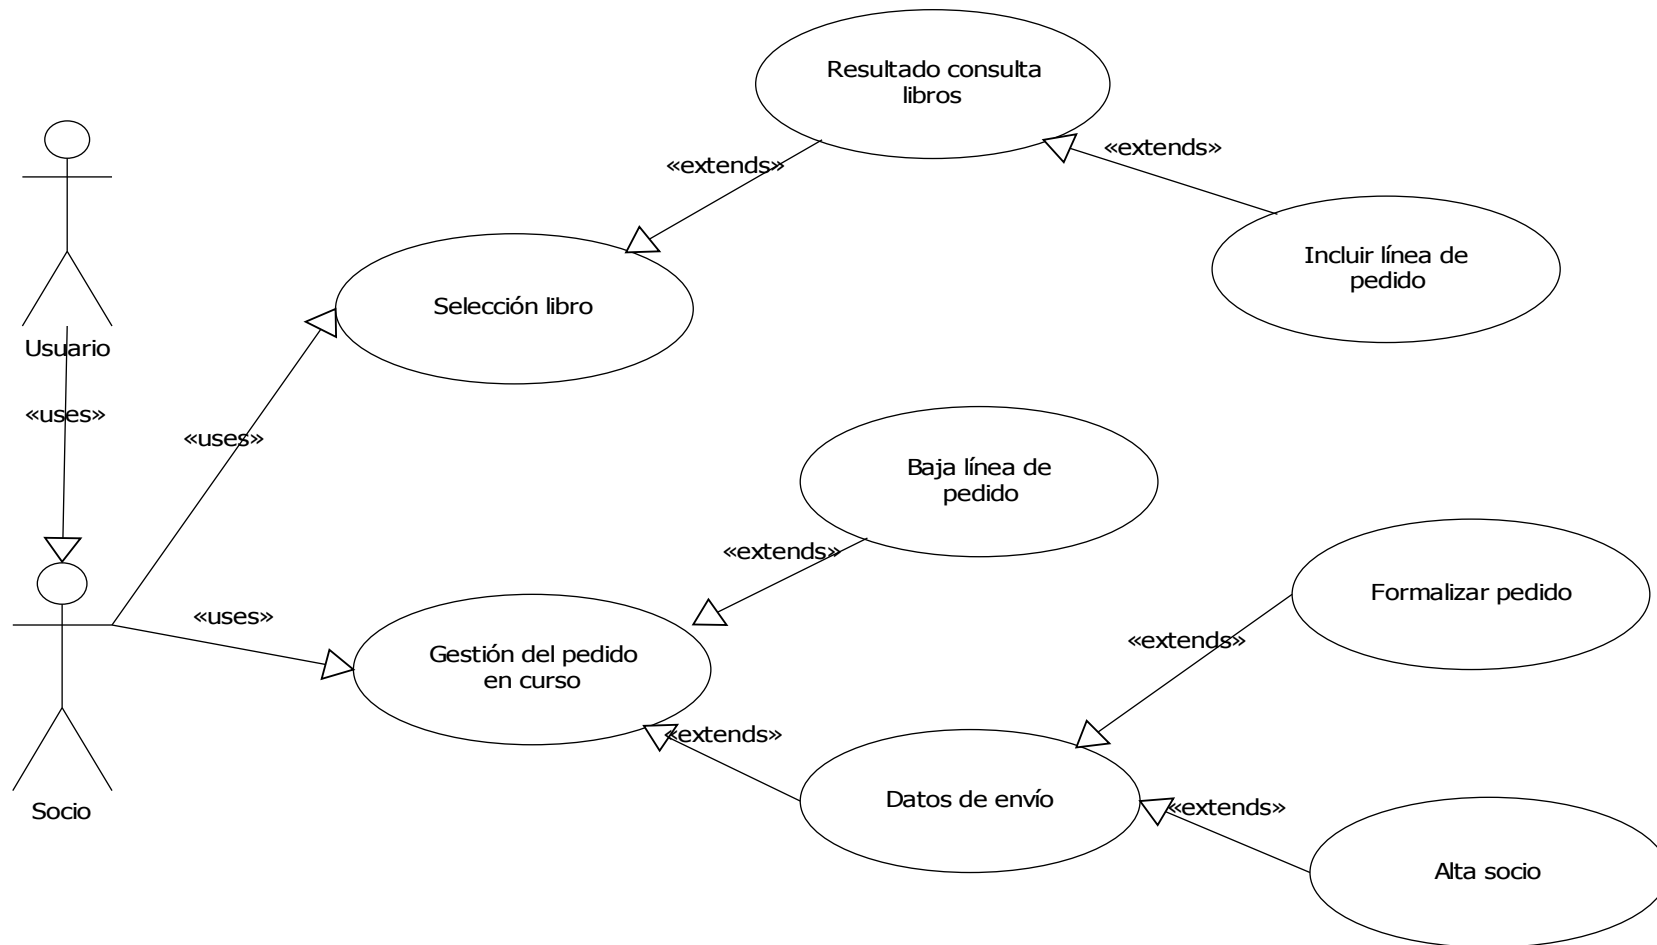 Resultado consulta
libros
«extends»
«extends»
Incluir línea de
pedido
Selección libro
Usuario
«uses»
«uses»
Baja línea de
pedido
«extends»
Formalizar pedido
«uses»
«extends»
Gestión del pedido
en curso
«extends»
Datos de envío
«extends»
Socio
Alta socio